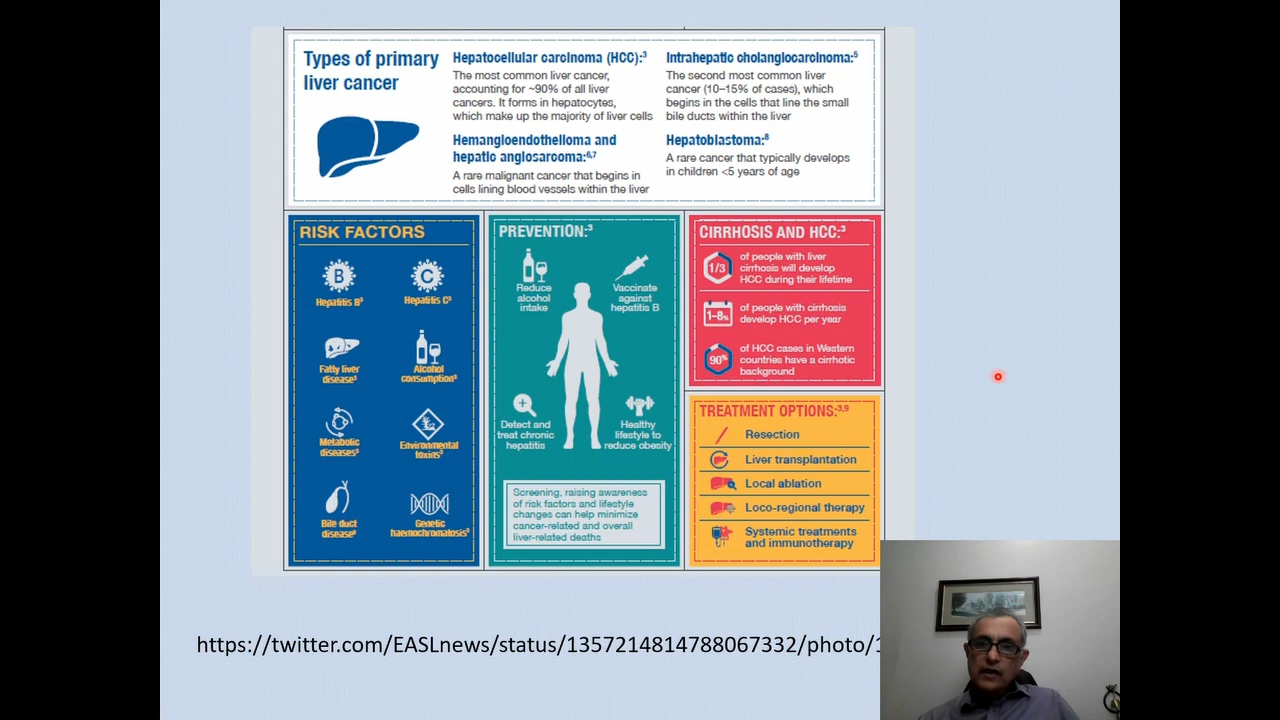 Types of primary
liver cancer
Hepatocellular carcinoma (HCC):3
The most common liver cancer,
accounting for ~90% of all liver
cancers. It forms in hepatocytes,
which make up the majority of liver cells
Intrahepatic cholangiocarcinoma:5
The second most common liver
cancer (10–15% of cases), which
begins in the cells that line the small
bile ducts within the liver
Hemangioendothelioma and
hepatic angiosarcoma:6,7
A rare malignant cancer that begins in
cells lining blood vessels within the liver
Hepatoblastoma:8
A rare cancer that typically develops
in children <5 years of age
RISK FACTORS
B
Hepatitis B3
C
Hepatitis C3
Fatty liver
disease3
Alcohol
consumption3
Metabolic
diseases3
Environmental
toxins3
Bile duct
disease
Genetic
haemochromatosis3
PREVENTION:3
Reduce
alcohol
intake
Vaccinate
against
hepatitis B
Detect and
treat chronic
hepatitis
Healthy
lifestyle to
reduce obesity
Screening, raising awareness
of risk factors and lifestyle
changes can help minimize
cancer-related and overall
liver-related deaths
CIRRHOSIS AND HCC:3
1/3
of people with liver
cirrhosis will develop
HCC during their lifetime
1–8%
of people with cirrhosis
develop HCC per year
90%
of HCC cases in Western
countries have a cirrhotic
background
TREATMENT OPTIONS:3,9
Resection
Liver transplantation
Local ablation
Loco-regional therapy
Systemic treatments
and immunotherapy
https://twitter.com/EASLnews/status/1357214814788067332/photo/1